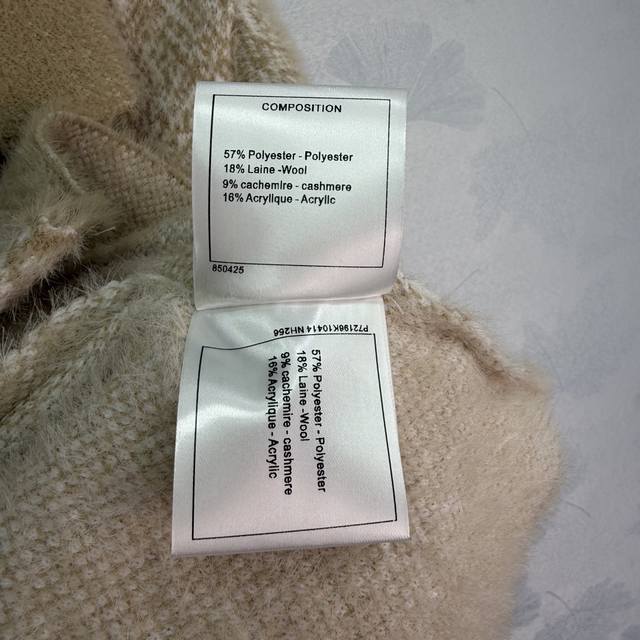 COMPOSITION
57% Polyester - Polyester
18% Laine -Wool
9% cachemire - cashmere
16% Acrylique - Acrylic
850425
P72196K10414 NH266
57% Polyester - Polyester
18% Laine -Wool
9% cachemire - cashmere
16% Acrylique - Acrylic